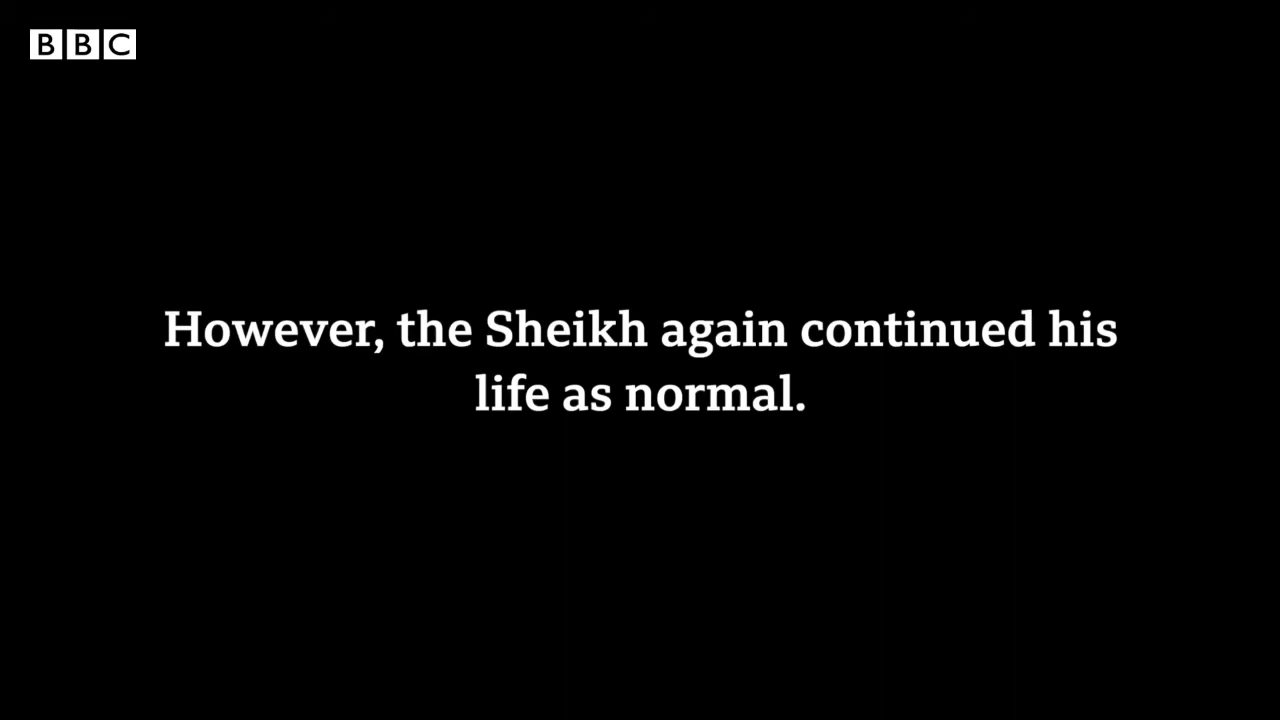 BBC
However, the Sheikh again continued his
life as normal.